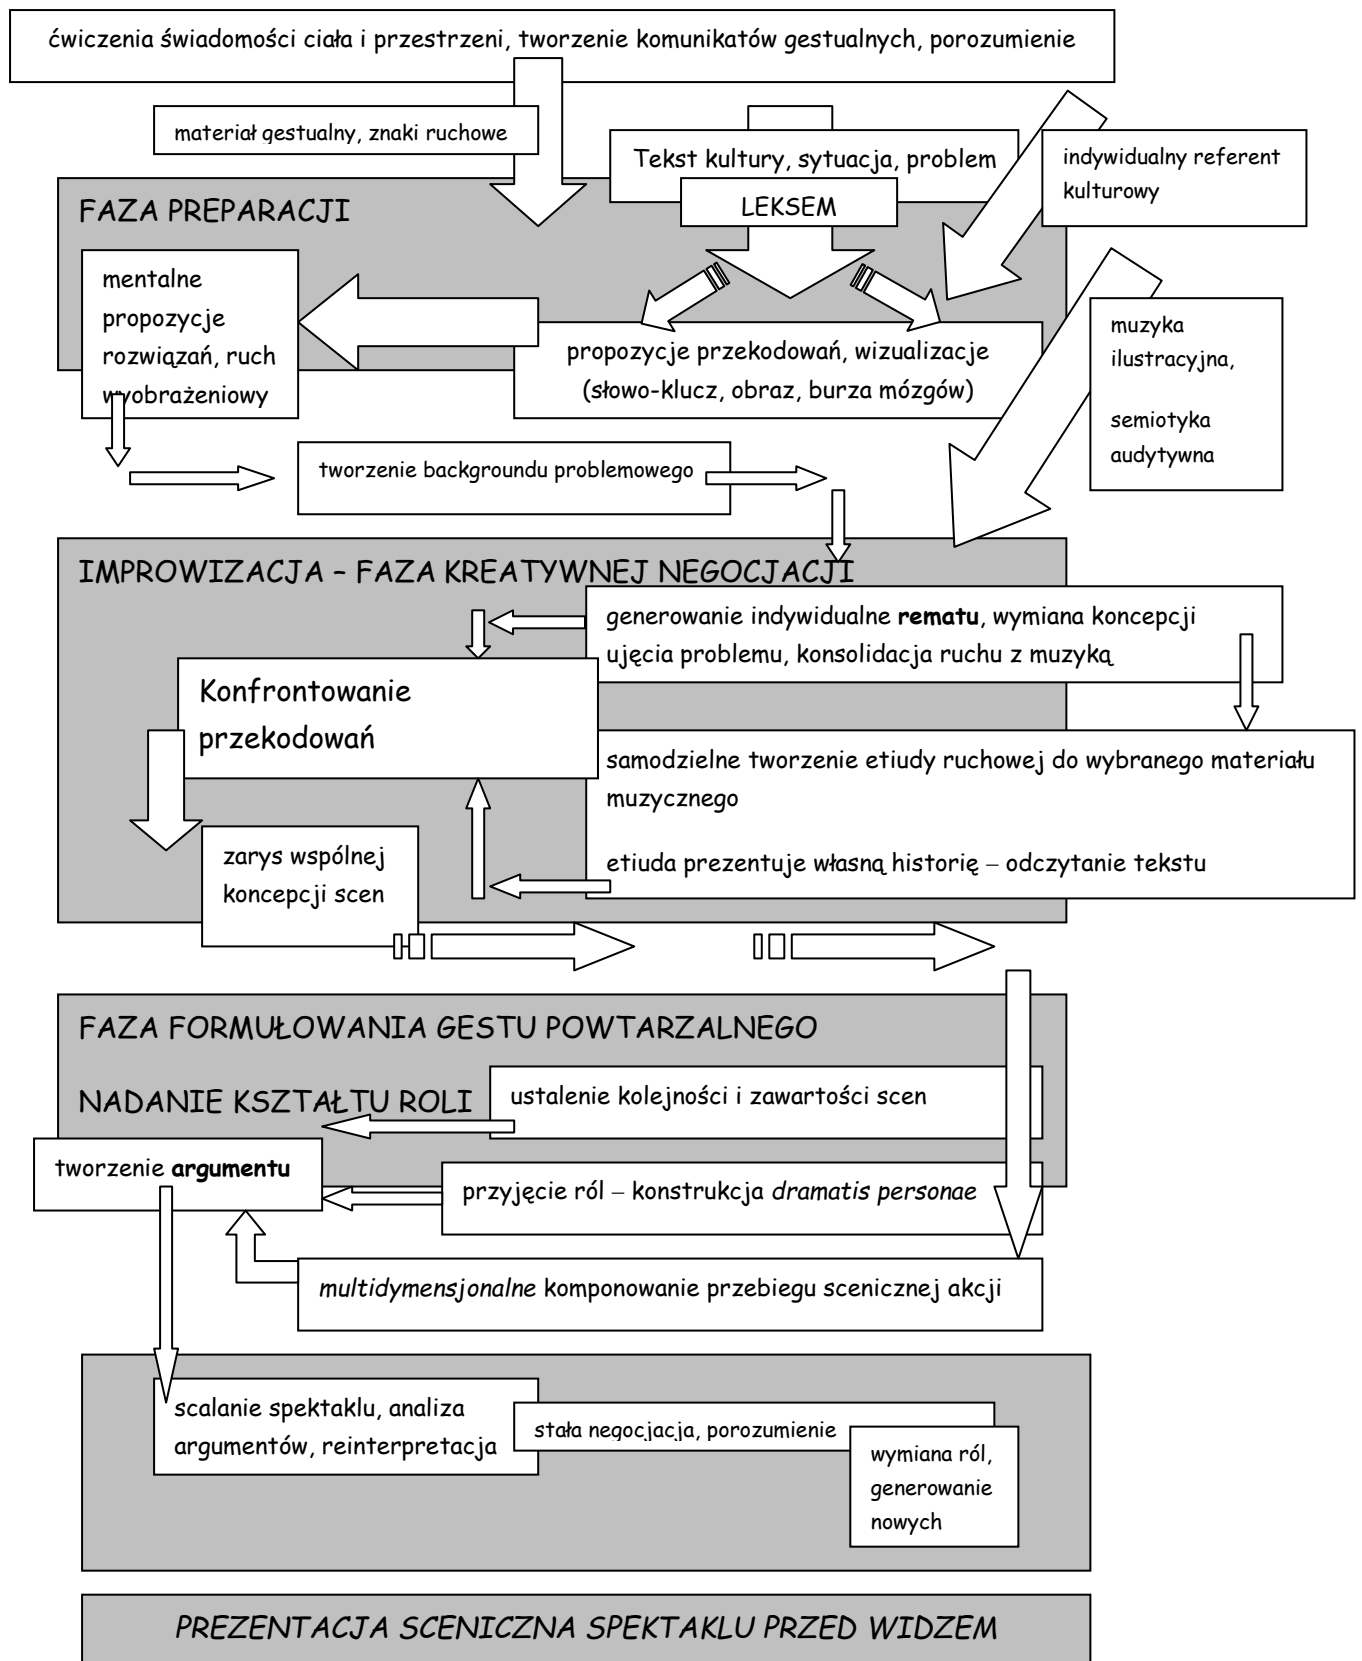 ćwiczenia świadomości ciała i przestrzeni, tworzenie komunikatów gestualnych, porozumienie
materiał gestualny, znaki ruchowe
Tekst kultury, sytuacja, problem
indywidualny referent
kulturowy
LEKSEM
FAZA PREPARACJI
mentalne
propozycje
rozwiązań, ruch
wyobrażeniowy
propozycje przekodowań, wizualizacje
(słowo-klucz, obraz, burza mózgów)
muzyka
ilustracyjna,
semiotyka
audytywna
tworzenie backgroundu problemowego
IMPROWIZACJA – FAZA KREATYWNEJ NEGOCJACJI
generowanie indywidualne rematu, wymiana koncepcji
ujęcia problemu, konsolidacja ruchu z muzyką
Konfrontowanie
przekodowań
samodzielne tworzenie etiudy ruchowej do wybranego materiału
muzycznego
etiuda prezentuje własną historię – odczytanie tekstu
zarys wspólnej
koncepcji scen
FAZA FORMUŁOWANIA GESTU POWTARZALNEGO
NADANIE KSZTAŁTU ROLI
ustalenie kolejności i zawartości scen
tworzenie argumentu
przyjęcie ról – konstrukcja dramatis personae
multidymensjonalne komponowanie przebiegu scenicznej akcji
scalanie spektaklu, analiza
argumentów, reinterpretacja
stała negocjacja, porozumienie
wymiana ról,
generowanie
nowych
PREZENTACJA SCENICZNA SPEKTAKLU PRZED WIDZEM